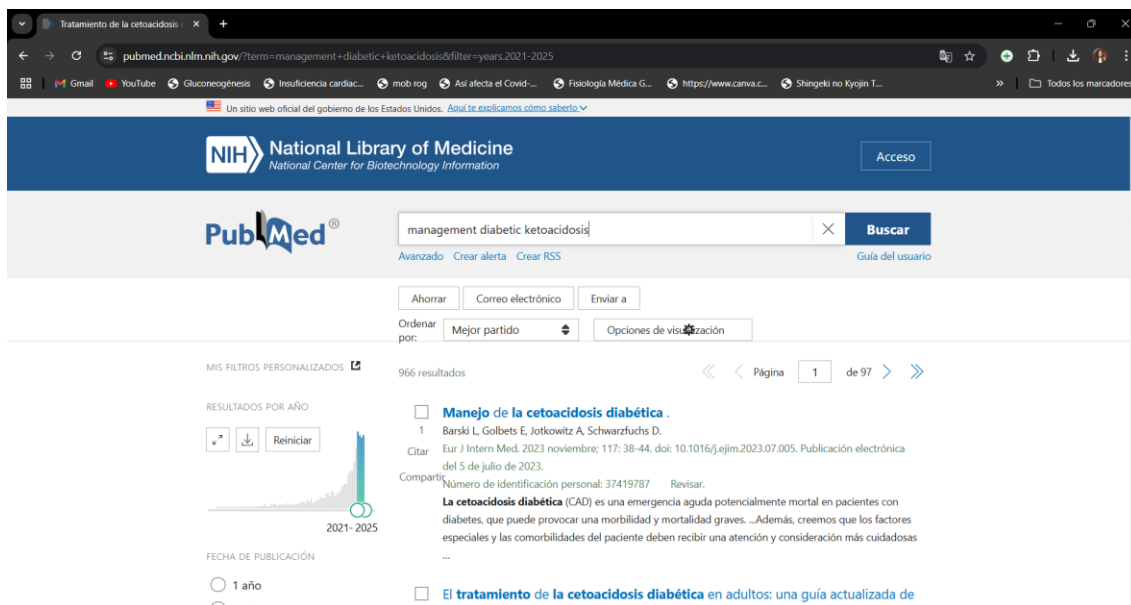 Tratamiento de la cetoacidosis
pubmed.ncbi.nlm.nih.gov/?term=management+diabetic+ketoacidosis&filter=years.2021-2025
Gmail YouTube Gluconeogénesis Insuficiencia cardiac... mob rog Así afecta el Covid-... Fisiología Médica G... https://www.canva.c... Shingeki no Kyojin T... » Todos los marcadores
Un sitio web oficial del gobierno de los Estados Unidos. Aquí te explicamos cómo saberlo
NIH National Library of Medicine
National Center for Biotechnology Information
Acceso
PubMed®
management diabetic ketoacidosis
Buscar
Avanzado Crear alerta Crear RSS Guía del usuario
Ahorrar Correo electrónico Enviar a
Ordenar por: Mejor partido Opciones de visualización
MIS FILTROS PERSONALIZADOS
966 resultados Página 1 de 97
RESULTADOS POR AÑO
Reiniciar
2021- 2025
FECHA DE PUBLICACIÓN
1 año
1
Citar
Compartir
Manejo de la cetoacidosis diabética .
Barski L, Golbets E, Jotkowitz A, Schwarzfuchs D.
Eur J Intern Med. 2023 noviembre; 117: 38-44. doi: 10.1016/j.ejim.2023.07.005. Publicación electrónica
del 5 de julio de 2023.
Número de identificación personal: 37419787 Revisar.
La cetoacidosis diabética (CAD) es una emergencia aguda potencialmente mortal en pacientes con
diabetes, que puede provocar una morbilidad y mortalidad graves. ...Además, creemos que los factores
especiales y las comorbilidades del paciente deben recibir una atención y consideración más cuidadosas
...
El tratamiento de la cetoacidosis diabética en adultos: una guía actualizada de